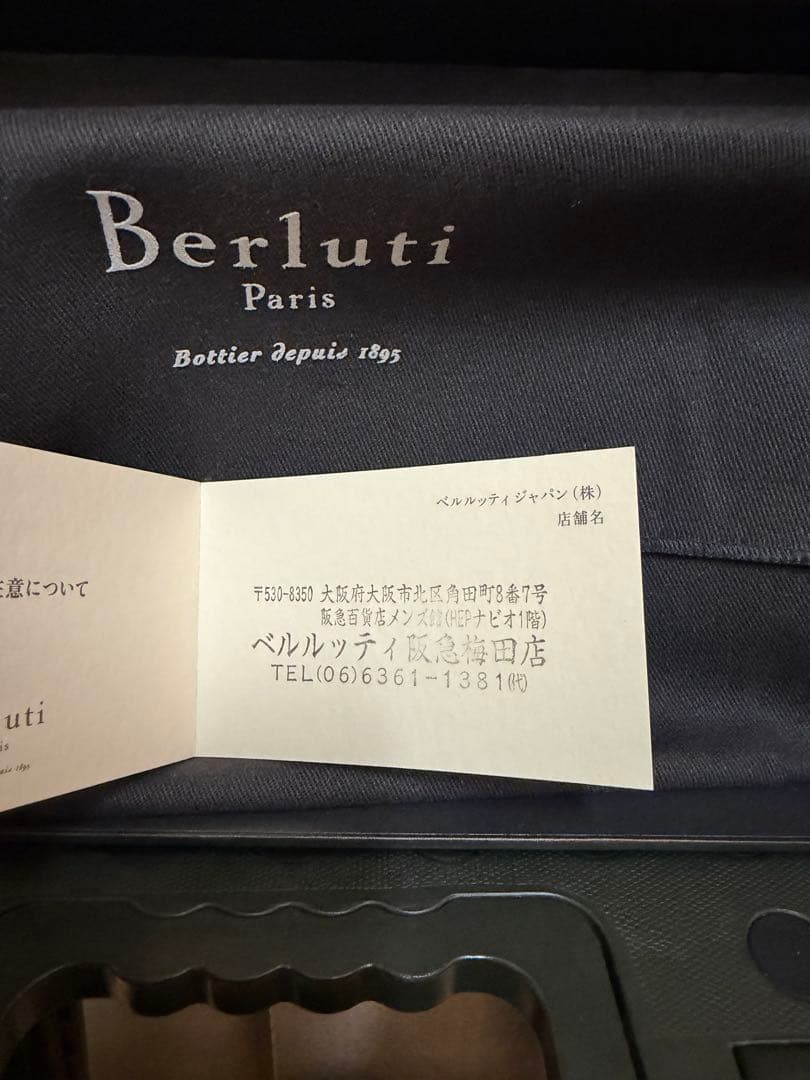 Berluti
Paris
Bottier depuis 1895
意について
uti
is
uis 1895
ベルルッティジャパン(株)
店舗名
〒530-8350 大阪府大阪市北区角田町8番7号
阪急百貨店メンズ館(HEPナビオ1階)
ベルルッティ阪急梅田店
TEL(06)6361-1381(代)